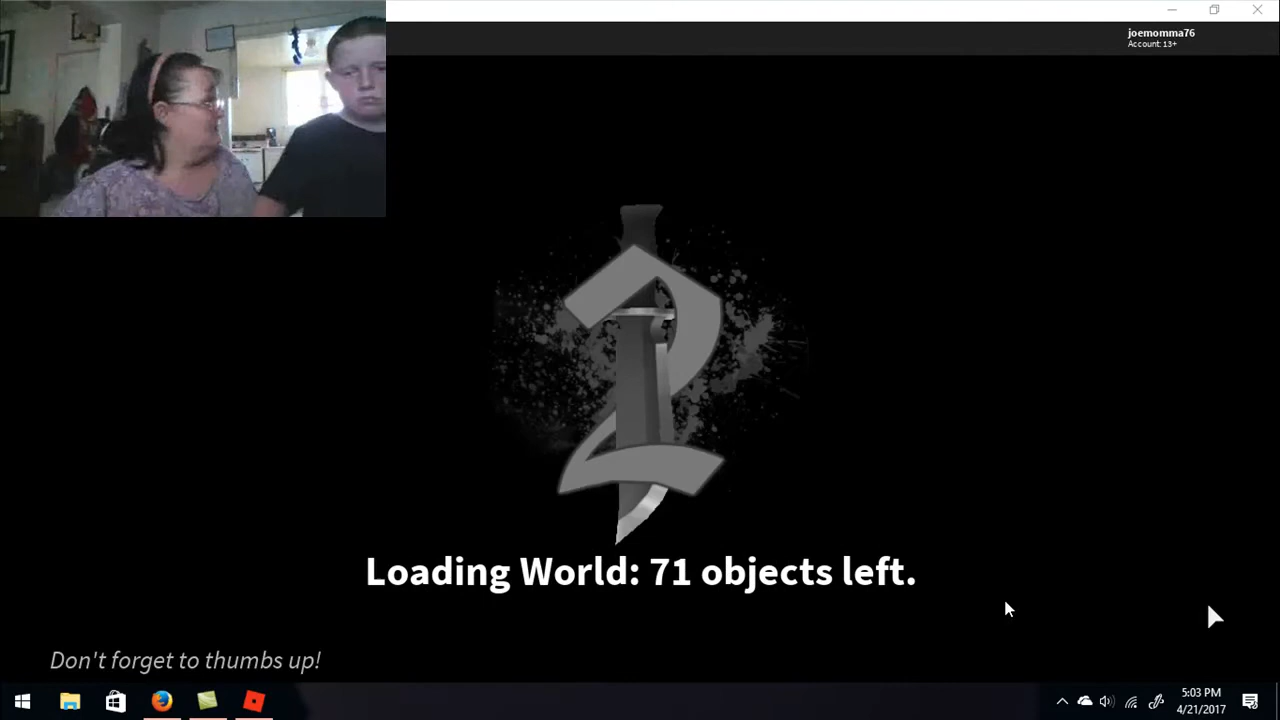 joemomma76
Account: 13+
2
Loading World: 71 objects left.
Don't forget to thumbs up!
5:03 PM
4/21/2017